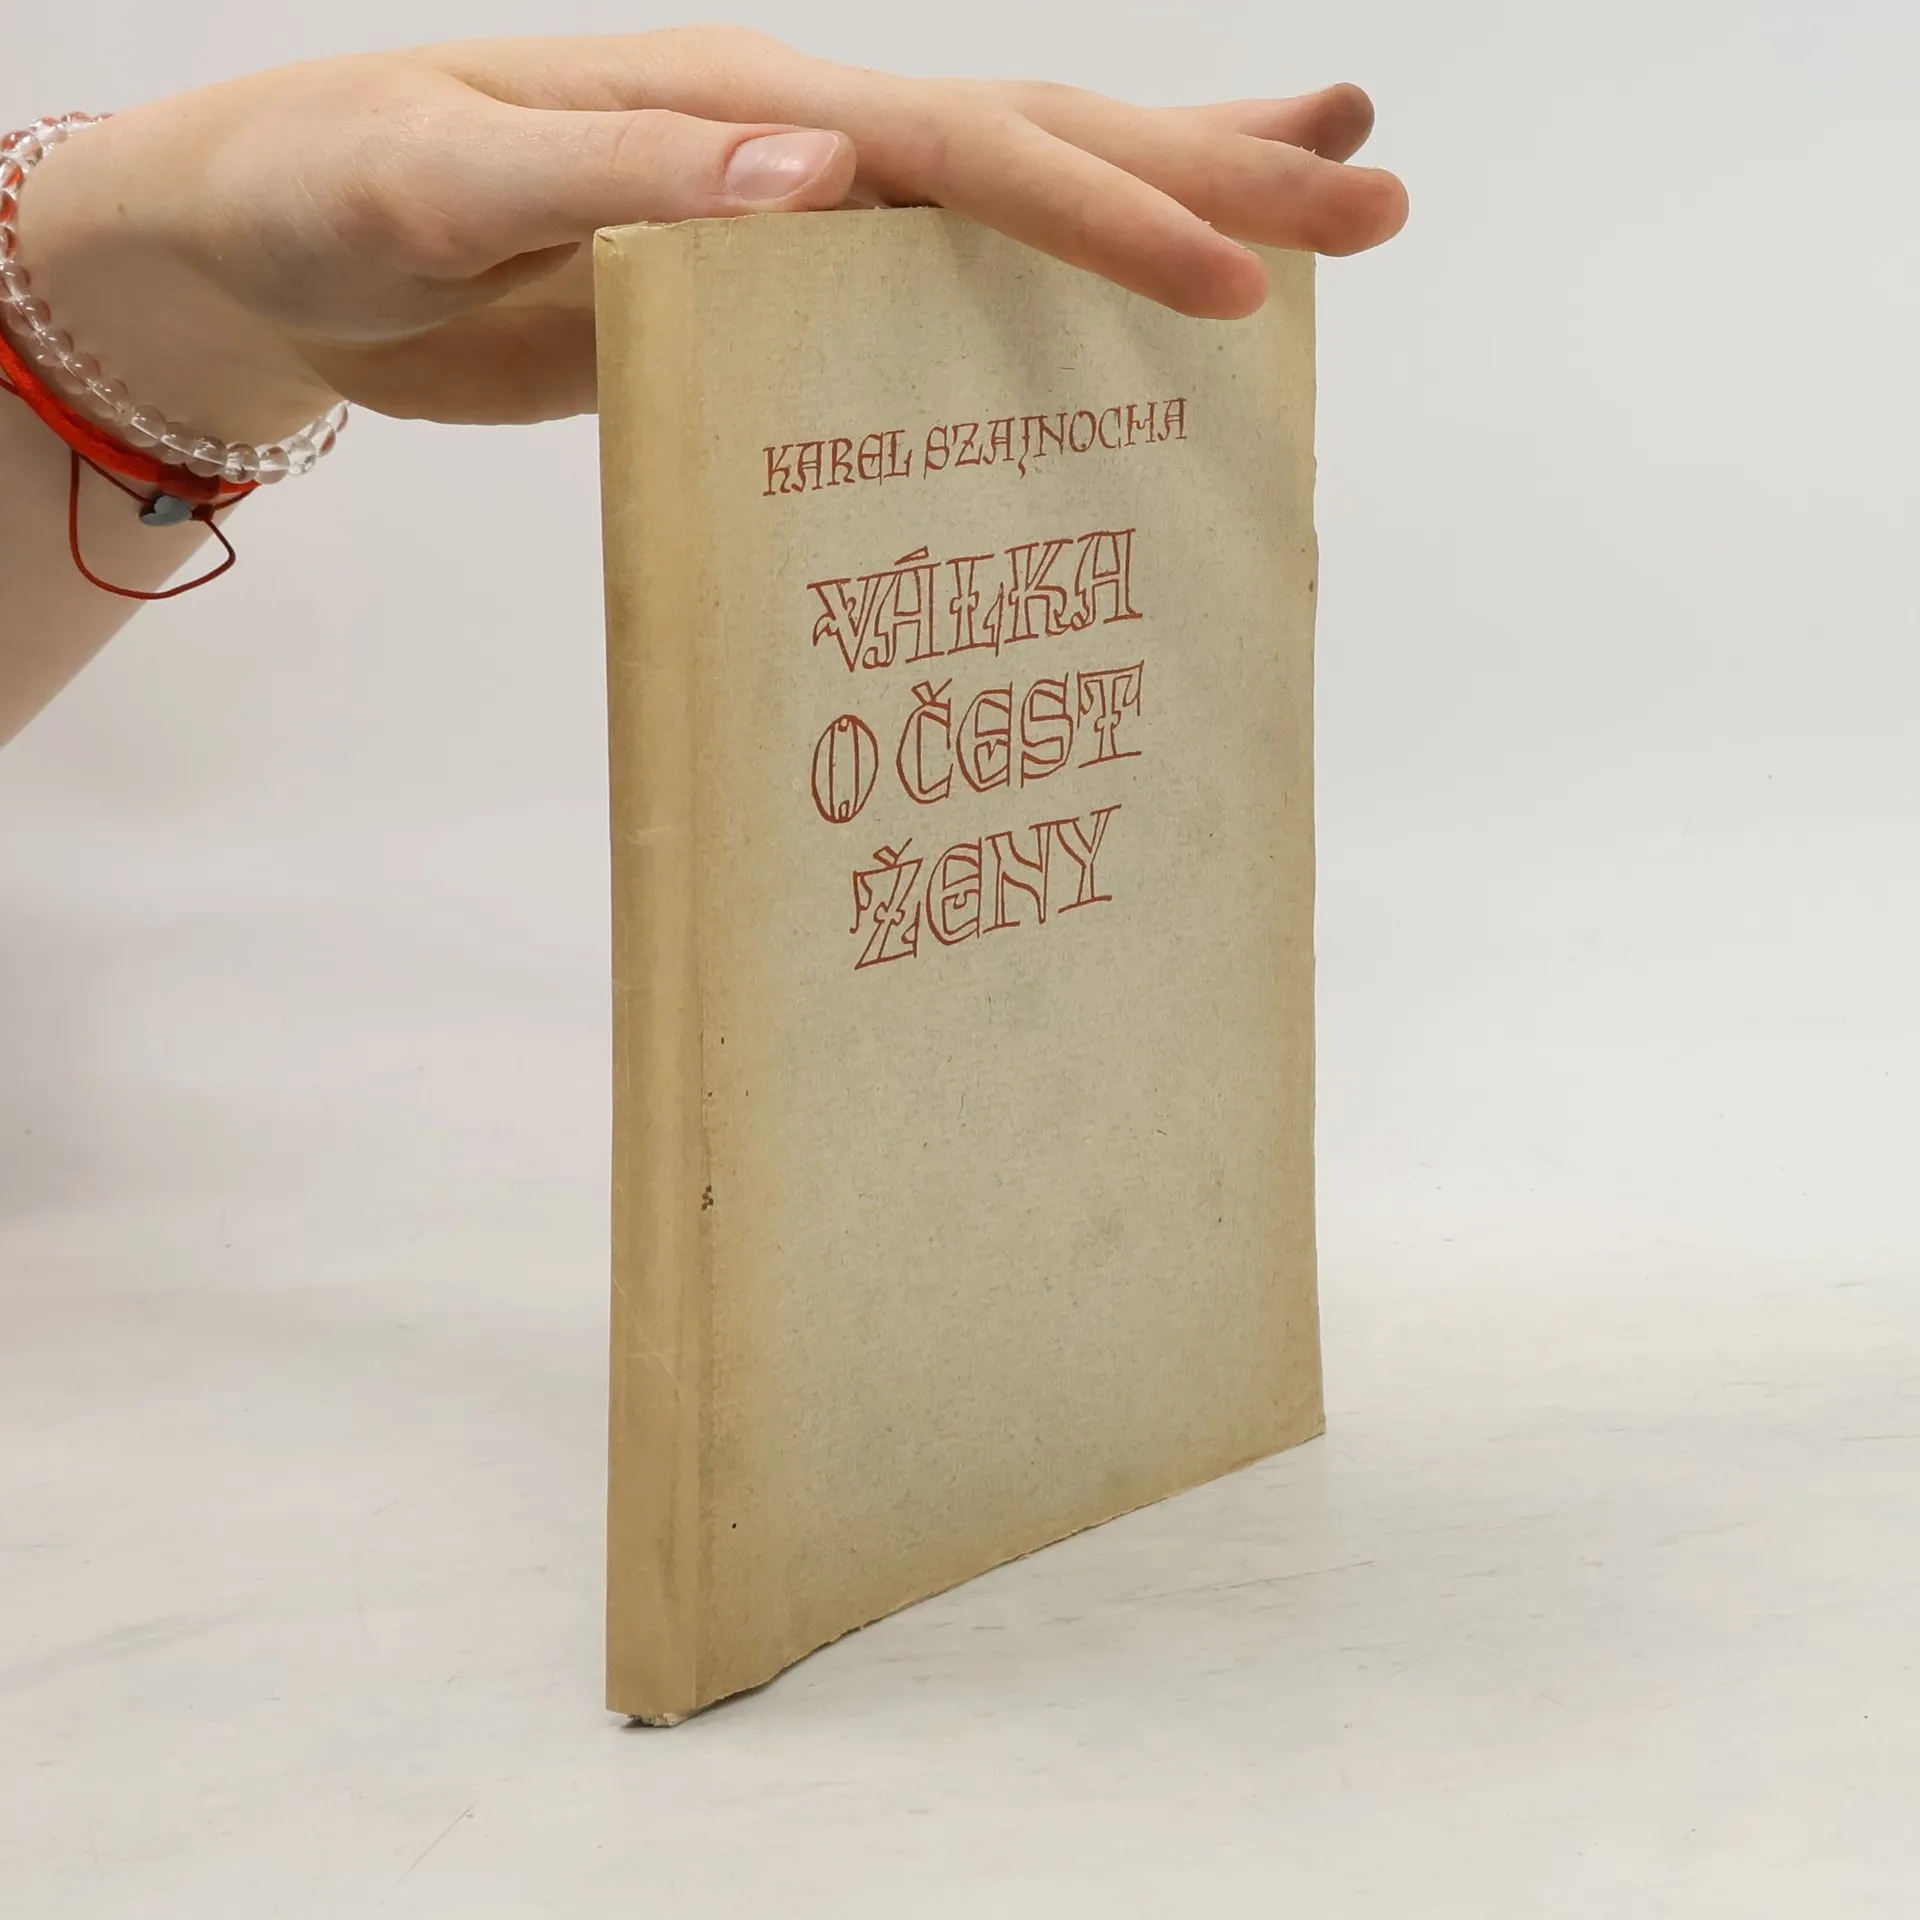 KAREL SZAJNOCHA
VÁLKA
O ČEST
ŽENY